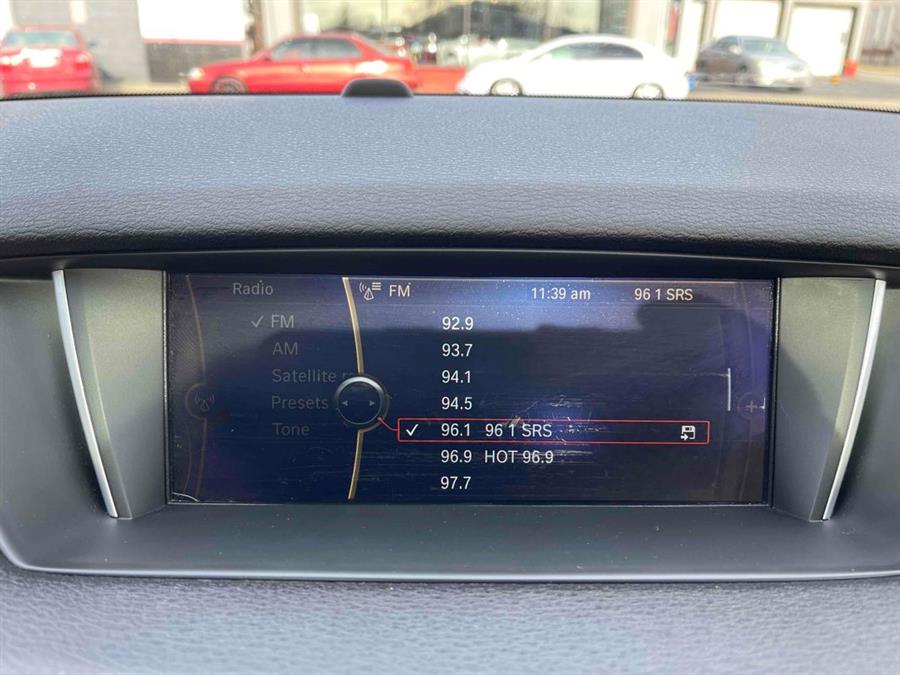 Radio
FM 11:39 am 96 1 SRS
FM
AM
Satellite
Presets
Tone
92.9
93.7
94.1
94.5
96.1 96 1 SRS
96.9 HOT 96.9
97.7